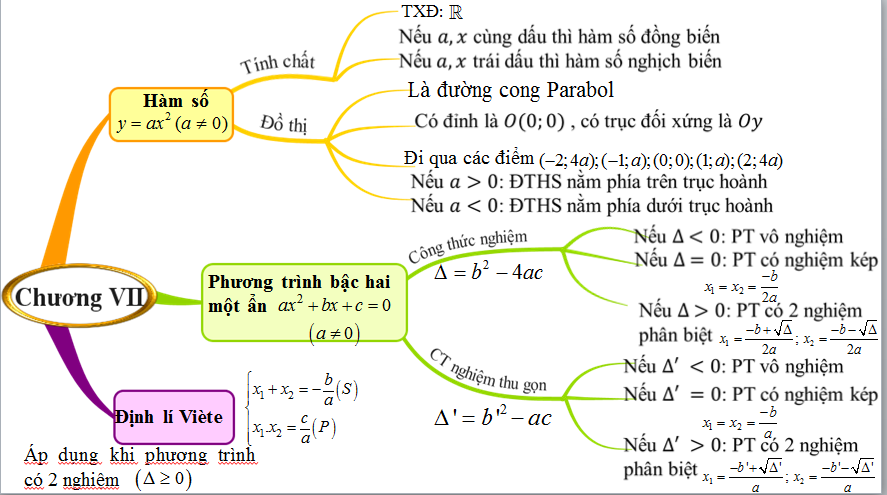 Chương VII
Hàm số
y = ax² (a ≠ 0)
Tính chất
TXĐ: ℝ
Nếu a, x cùng dấu thì hàm số đồng biến
Nếu a, x trái dấu thì hàm số nghịch biến
Đồ thị
Là đường cong Parabol
Có đỉnh là O(0; 0) , có trục đối xứng là Oy
Đi qua các điểm (−2; 4a); (−1; a); (0; 0); (1; a); (2; 4a)
Nếu a > 0: ĐTHS nằm phía trên trục hoành
Nếu a < 0: ĐTHS nằm phía dưới trục hoành
Phương trình bậc hai
một ẩn ax² + bx + c = 0
(a ≠ 0)
Công thức nghiệm
Δ = b² − 4ac
Nếu Δ < 0: PT vô nghiệm
Nếu Δ = 0: PT có nghiệm kép
x₁ = x₂ = −b/2a
Nếu Δ > 0: PT có 2 nghiệm
phân biệt x₁ = (−b + √Δ)/2a ; x₂ = (−b − √Δ)/2a
CT nghiệm thu gọn
Δ' = b'² − ac
Nếu Δ′ < 0: PT vô nghiệm
Nếu Δ′ = 0: PT có nghiệm kép
x₁ = x₂ = −b/a
Nếu Δ′ > 0: PT có 2 nghiệm
phân biệt x₁ = (−b' + √Δ')/a ; x₂ = (−b' − √Δ')/a
Định lí Viète
x₁ + x₂ = −b/a (S)
x₁.x₂ = c/a (P)
Áp dụng khi phương trình
có 2 nghiệm (Δ ≥ 0)